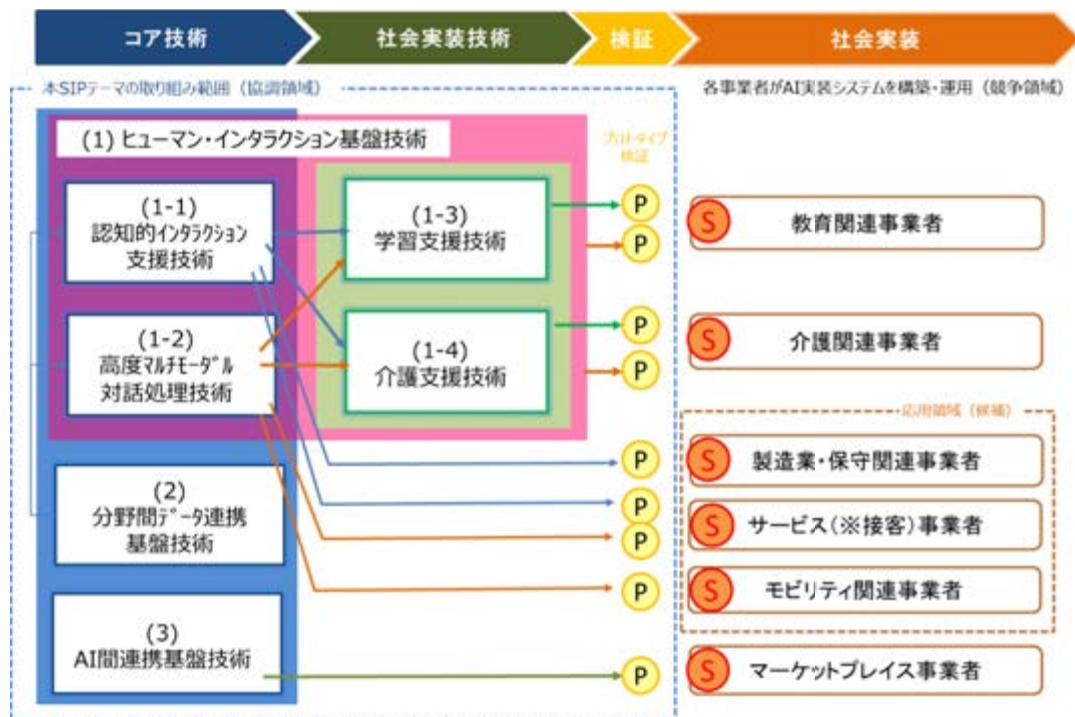 コア技術
社会実装技術
検証
社会実装
本SIPテーマの取り組み範囲（協調領域）
各事業者がAI実装システムを構築・運用（競争領域）
(1) ヒューマン・インタラクション基盤技術
プロトタイプ
検証
(1-1)
認知的ｲﾝﾀﾗｸｼｮﾝ
支援技術
(1-3)
学習支援技術
P
P
S
教育関連事業者
(1-2)
高度ﾏﾙﾁﾓｰﾀﾞﾙ
対話処理技術
(1-4)
介護支援技術
P
P
S
介護関連事業者
応用領域（候補）
P
S
製造業・保守関連事業者
(2)
分野間ﾃﾞｰﾀ連携
基盤技術
P
P
S
サービス(※接客)事業者
P
S
モビリティ関連事業者
(3)
AI間連携基盤技術
P
S
マーケットプレイス事業者